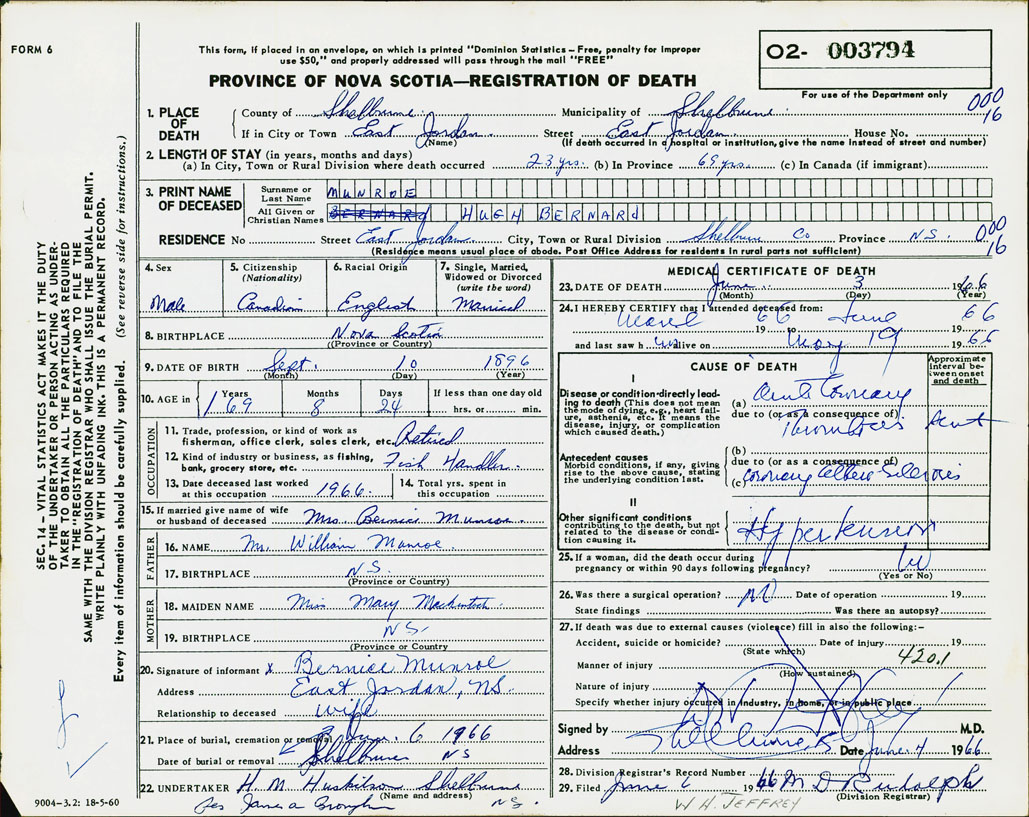 FORM 6
This form, if placed in an envelope, on which is printed "Dominion Statistics – Free, penalty for improper
use $50," and properly addressed will pass through the mail "FREE"
O2- 003794
For use of the Department only
PROVINCE OF NOVA SCOTIA—REGISTRATION OF DEATH
000
16
1. PLACE OF DEATH
County of Shelburne Municipality of Shelburne
If in City or Town East Jordan Street East Jordan House No.
(Name) (If death occurred in a hospital or institution, give the name instead of street and number)
2. LENGTH OF STAY (in years, months and days)
(a) In City, Town or Rural Division where death occurred 23 yrs. (b) In Province 69 yrs. (c) In Canada (if immigrant)
3. PRINT NAME OF DECEASED
Surname or Last Name MUNROE
All Given or Christian Names BERNARD HUGH BERNARd
RESIDENCE No Street East Jordan City, Town or Rural Division Shelburn Co Province N.S.
000
16
(Residence means usual place of abode. Post Office Address for residents in rural parts not sufficient)
4. Sex
Male
5. Citizenship
(Nationality)
Canadian
6. Racial Origin
English
7. Single, Married,
Widowed or Divorced
(write the word)
Married
8. BIRTHPLACE Nova Scotia
(Province or Country)
9. DATE OF BIRTH Sept. 10 1896
(Month) (Day) (Year)
10. AGE in Years Months Days If less than one day old
69 8 24 hrs. or min.
OCCUPATION
11. Trade, profession, or kind of work as
fisherman, office clerk, sales clerk, etc. Retired
12. Kind of industry or business, as fishing,
bank, grocery store, etc. Fish Handler
13. Date deceased last worked
at this occupation 1966.
14. Total yrs. spent in
this occupation
15. If married give name of wife
or husband of deceased Mrs. Bernice Munroe
FATHER
16. NAME Mr. William Munroe
17. BIRTHPLACE N.S.
(Province or Country)
MOTHER
18. MAIDEN NAME Miss Mary Mackintosh
19. BIRTHPLACE N.S.
(Province or Country
20. Signature of informant x Bernice Munroe
Address East Jordan, NS.
Relationship to deceased wife
21. Place of burial, cremation or removal 6 1966
Date of burial or removal Shelburne NS
22. UNDERTAKER H. M. Huskilson Shelburne
(Name and address)
Per James a N.S.
9004-3.2: 18-5-60
MEDICAL CERTIFICATE OF DEATH
23. DATE OF DEATH June 3 1966
(Month) (Day) (Year)
24. I HEREBY CERTIFY that I attended deceased from:
March 66 19 to June 19 66
and last saw h im alive on May 19 19 66
CAUSE OF DEATH
Approximate
interval between onset
and death
I
Disease or condition directly leading to death (This does not mean
the mode of dying, e.g., heart failure, asthenia, etc. It means the
disease, injury, or complication
which caused death.)
(a) Acute Coronary
due to (or as a consequence of)
Thrombosis Acut
Antecedent causes
Morbid conditions, if any, giving
rise to the above cause, stating
the underlying condition last.
(b)
due to (or as a consequence of)
(c) Coronary
II
Other significant conditions
contributing to the death, but not
related to the disease or condition causing it.
Hypertension
25. If a woman, did the death occur during
pregnancy or within 90 days following pregnancy?
(Yes or No)
26. Was there a surgical operation? No Date of operation 19
State findings Was there an autopsy?
27. If death was due to external causes (violence) fill in also the following:-
Accident, suicide or homicide? Date of injury 19
(State which)
420.1
Manner of injury
(How sustained)
Nature of injury
Specify whether injury occurred in industry, in home, or in public place
Signed by M.D.
Address Shelburne N.S. Date June 4 1966
28. Division Registrar's Record Number
29. Filed June 6 1966 M D Rudolph
(Division Registrar)
W. H. JEFFREY
SEC. 14 – VITAL STATISTICS ACT MAKES IT THE DUTY
OF THE UNDERTAKER OR PERSON ACTING AS UNDERTAKER TO OBTAIN ALL THE PARTICULARS REQUIRED
IN THE "REGISTRATION OF DEATH" AND TO FILE THE
SAME WITH THE DIVISION REGISTRAR WHO SHALL ISSUE THE BURIAL PERMIT.
WRITE PLAINLY WITH UNFADING INK. THIS IS A PERMANENT RECORD.
Every item of information should be carefully supplied. (See reverse side for instructions.)